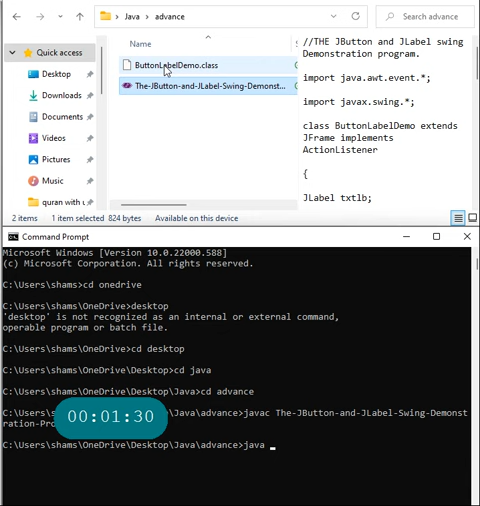 Java
advance
Search advance
Quick access
Name
//THE JButton and JLabel swing
Desktop
ButtonLabelDemo.class
Demonstration program.
Downloads
The-JButton-and-JLabel-Swing-Demonst...
import java.awt.event.*;
Documents
import javax.swing.*;
Videos
class ButtonLabelDemo extends
Pictures
JFrame implements
ActionListener
Music
{
quran with
JLabel txtlb;
2 items 1 item selected 824 bytes Available on this device
Command Prompt
Microsoft Windows [Version 10.0.22000.588]
(c) Microsoft Corporation. All rights reserved.
C:\Users\shams>cd onedrive
C:\Users\shams\OneDrive>desktop
'desktop' is not recognized as an internal or external command,
operable program or batch file.
C:\Users\shams\OneDrive>cd desktop
C:\Users\shams\OneDrive\Desktop>cd java
C:\Users\shams\OneDrive\Desktop\Java>cd advance
C:\Users\s \Java\advance>javac The-JButton-and-JLabel-Swing-Demonst
00:01:30
ration-Pro
C:\Users\shams\OneDrive\Desktop\Java\advance>java